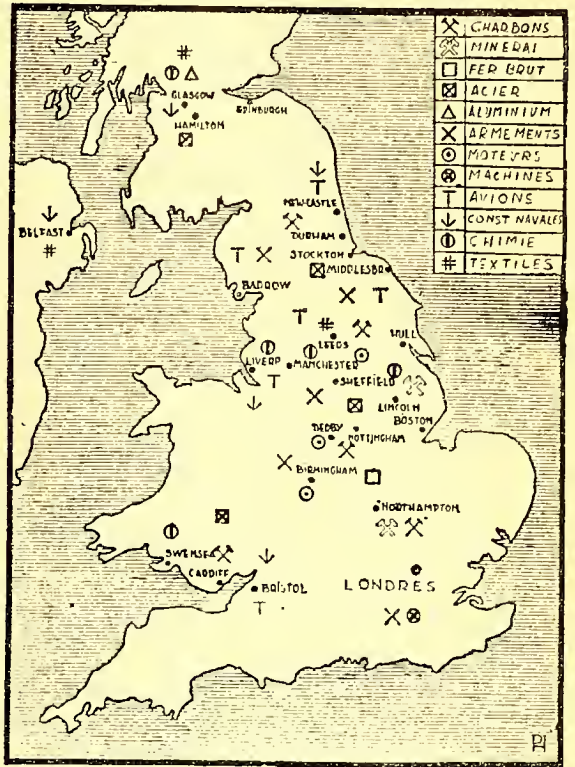 CHARBONS
MINERAI
FER BRUT
ACIER
ALUMINIUM
ARMEMENTS
MOTEURS
MACHINES
AVIONS
CONST NAVALES
CHIMIE
TEXTILES
GLASGOW
EDINBURGH
HAMILTON
NEWCASTLE
BELFAST
DURHAM
STOCKTON
MIDDLESBRO
BARROW
HULL
LEEDS
LIVERP
MANCHESTER
SHEFFIELD
LINCOLN
BOSTON
DERBY
NOTTINGHAM
BIRMINGHAM
NORTHAMPTON
SWEMSEA
CARDIFF
LONDRES
BRISTOL